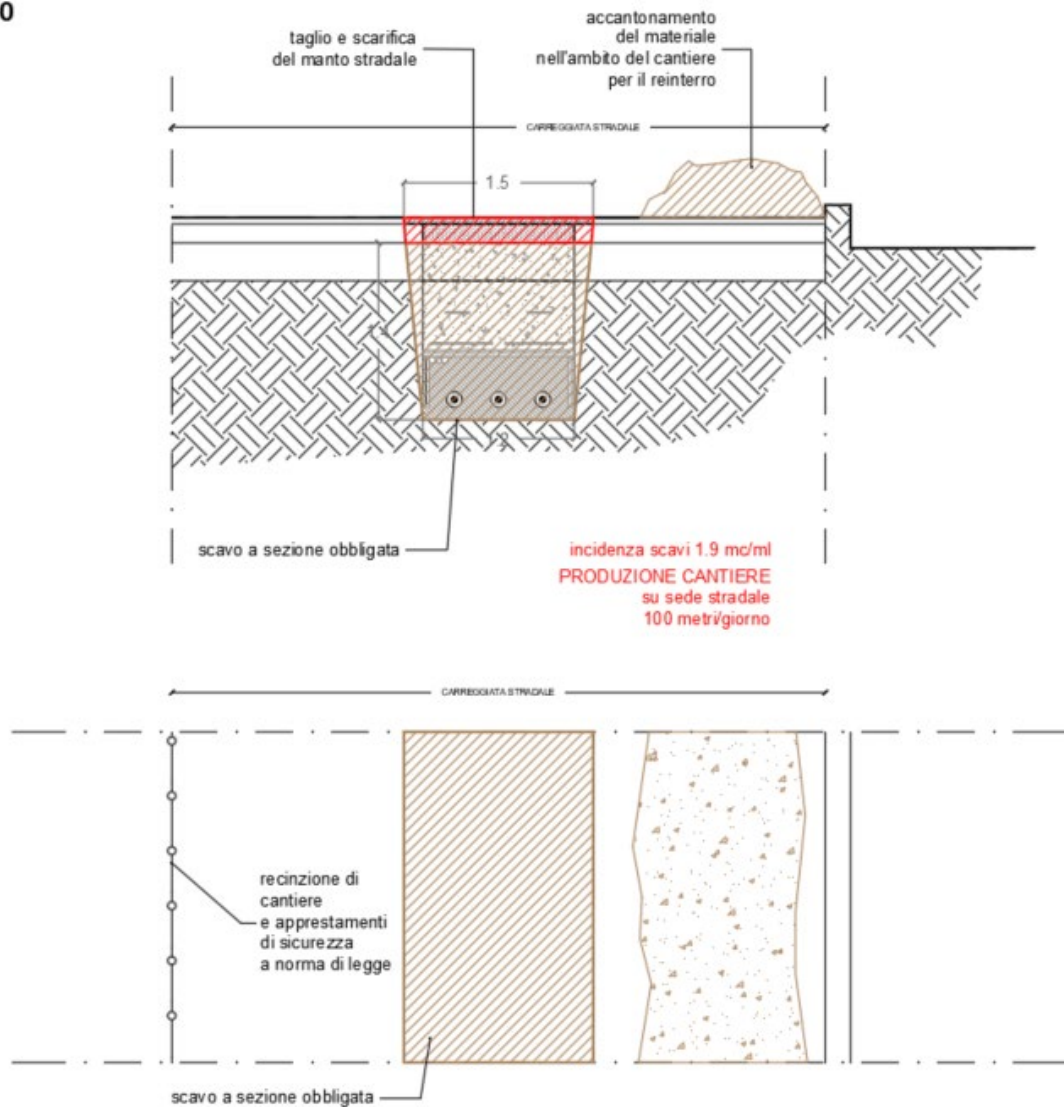 0
taglio e scarifica
del manto stradale
accantonamento
del materiale
nell'ambito del cantiere
per il reinterro
CARREGGIATA STRADALE
1.5
scavo a sezione obbligata
incidenza scavi 1.9 mc/ml
PRODUZIONE CANTIERE
su sede stradale
100 metri/giorno
CARREGGIATA STRADALE
recinzione di
cantiere
e apprestamenti
di sicurezza
a norma di legge
scavo a sezione obbligata